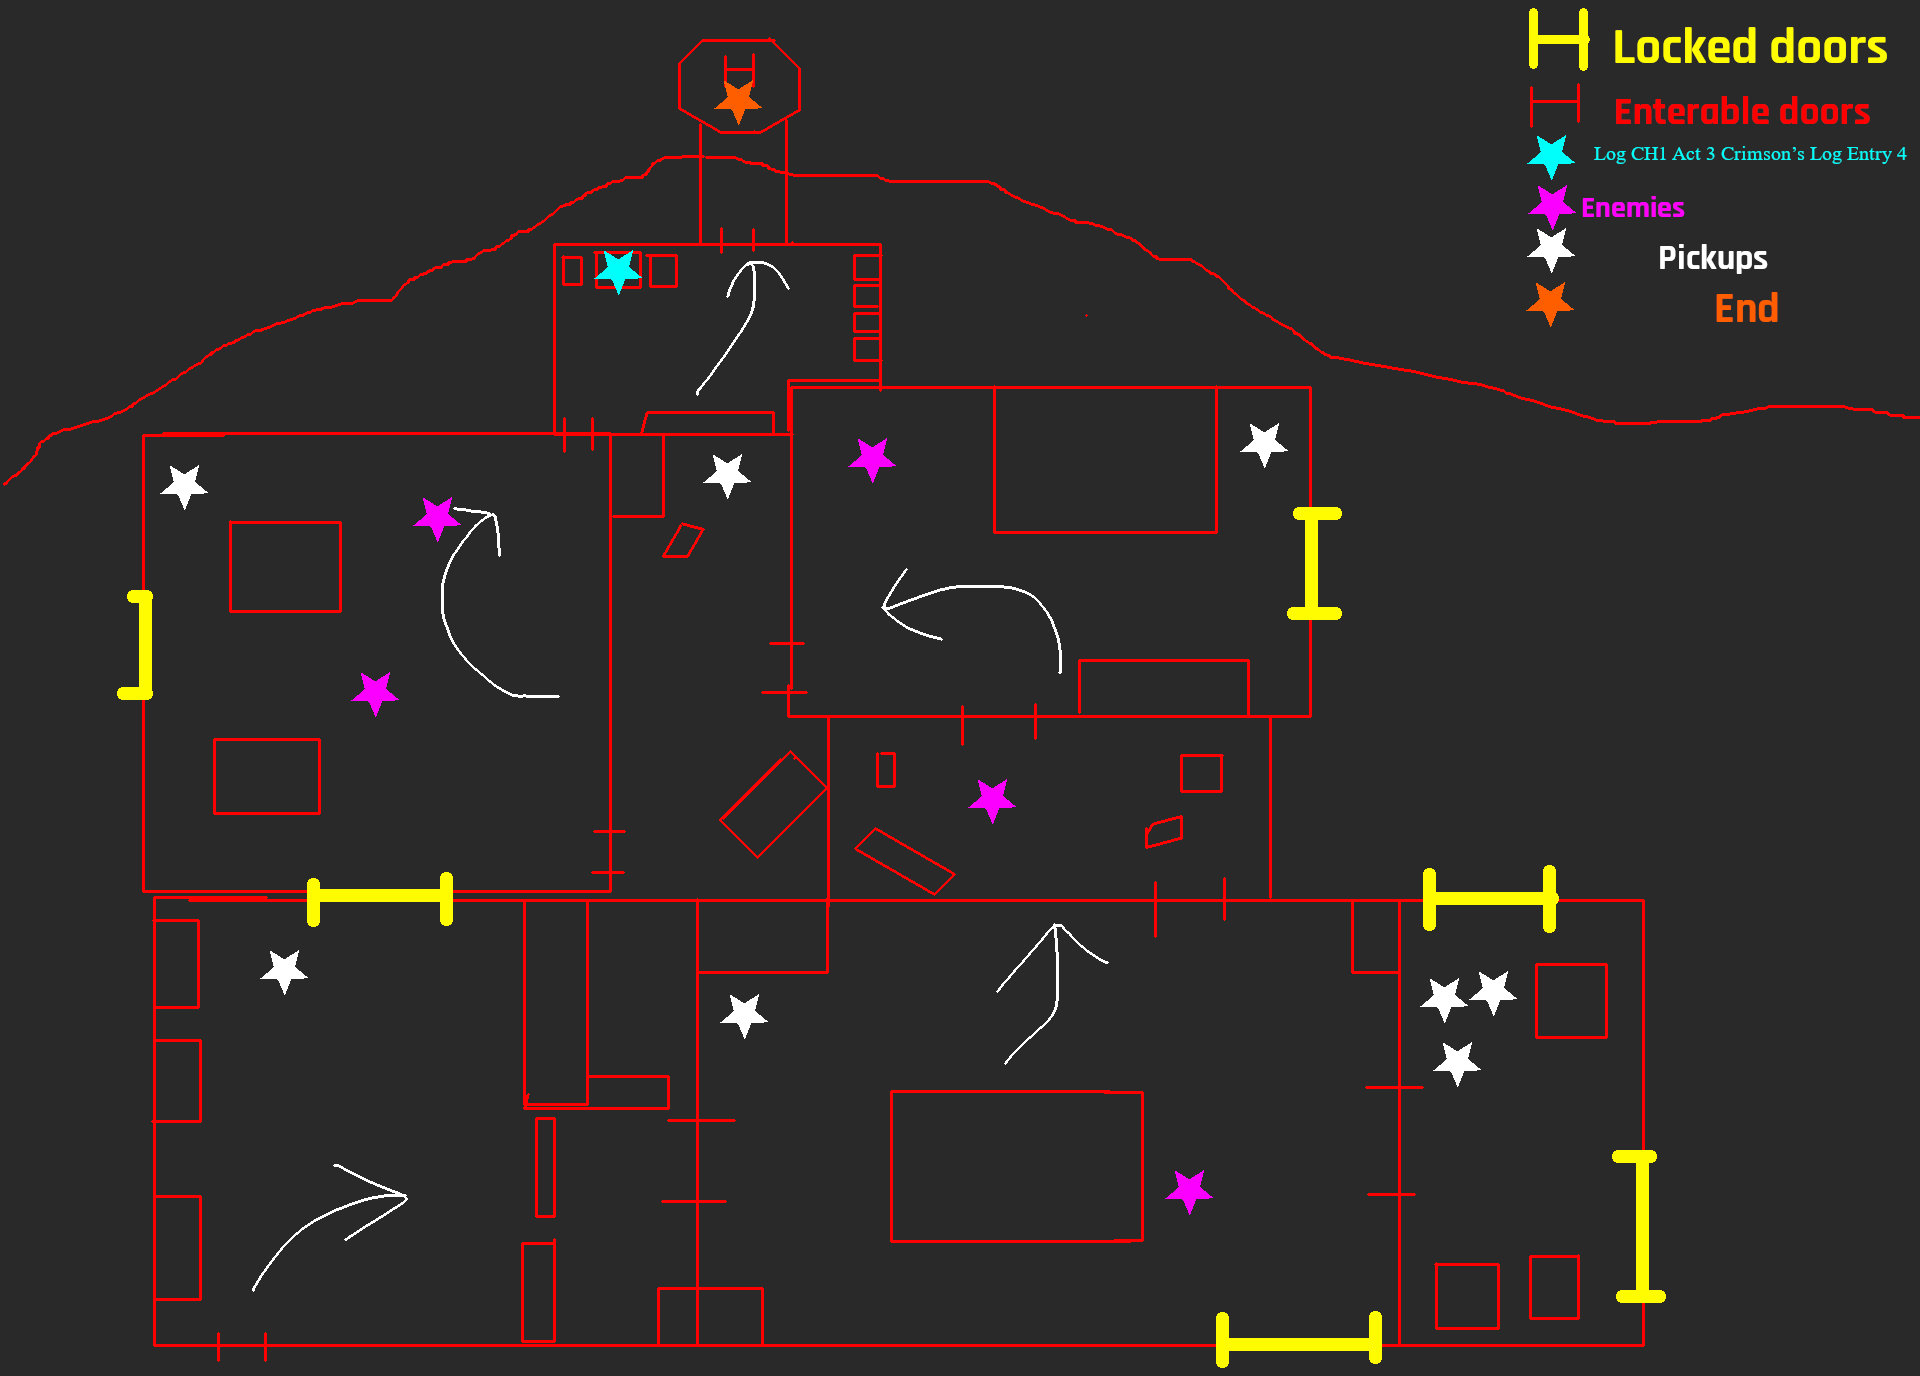 Locked doors
Enterable doors
Log CH1 Act 3 Crimson’s Log Entry 4
Enemies
Pickups
End